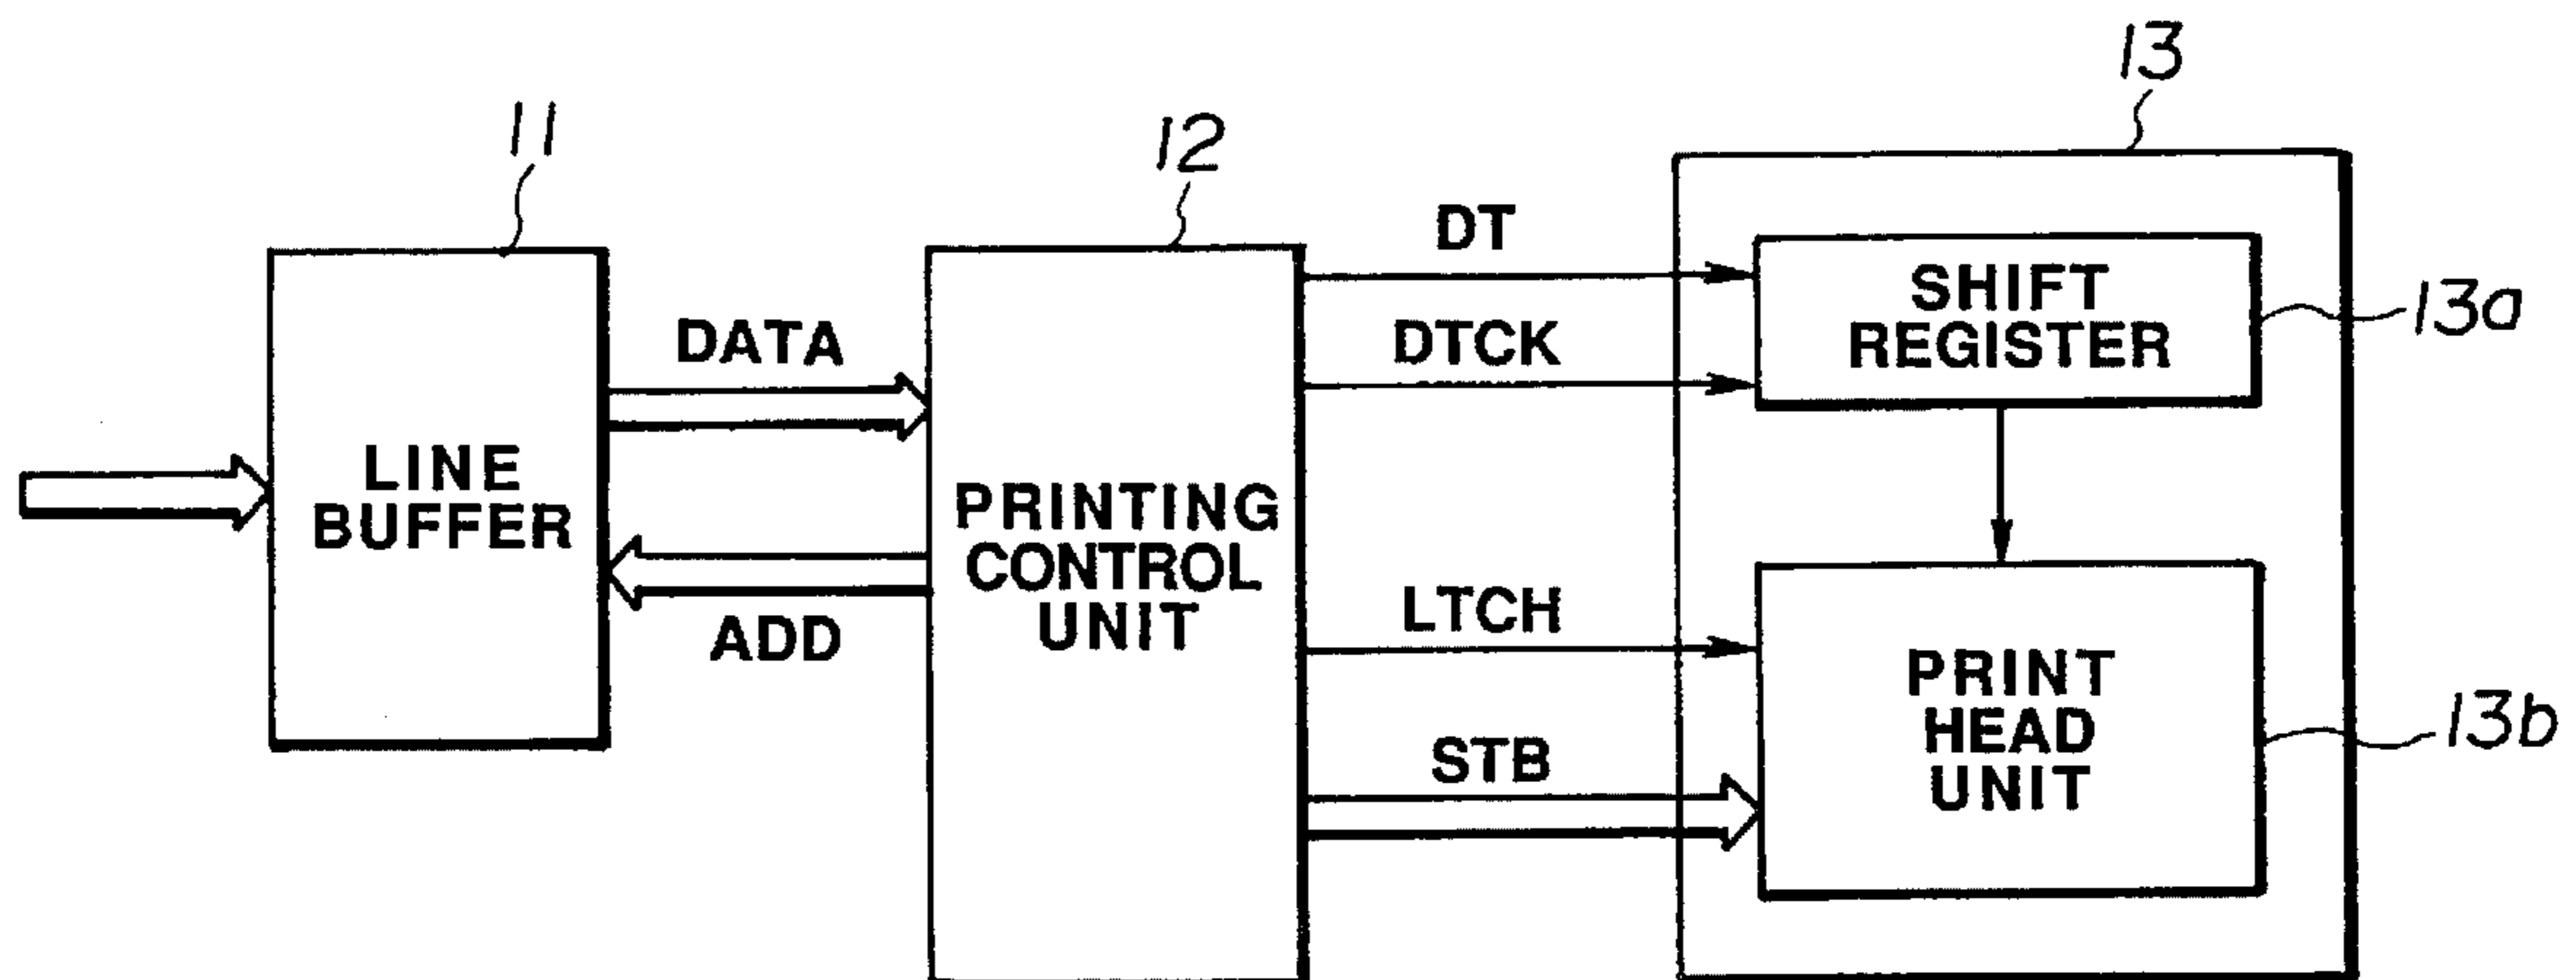 13
11
12
DT
SHIFT
REGISTER
13a
DATA
DTCK
LINE
BUFFER
PRINTING
CONTROL
UNIT
ADD
LTCH
PRINT
HEAD
UNIT
13b
STB